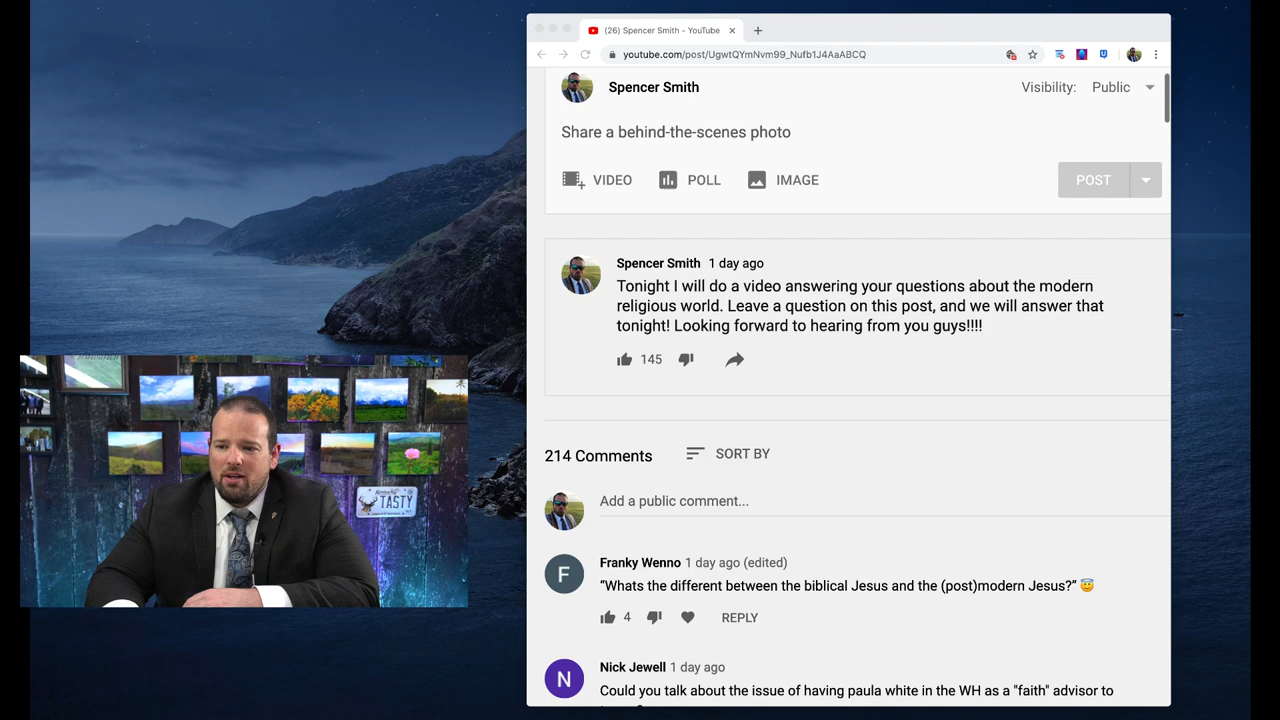 (26) Spencer Smith - YouTube
youtube.com/post/UgwtQYmNvm99_Nufb1J4AaABCQ
Spencer Smith
Visibility: Public
Share a behind-the-scenes photo
VIDEO
POLL
IMAGE
POST
Spencer Smith 1 day ago
Tonight I will do a video answering your questions about the modern
religious world. Leave a question on this post, and we will answer that
tonight! Looking forward to hearing from you guys!!!!
145
214 Comments
SORT BY
Add a public comment...
F
Franky Wenno 1 day ago (edited)
“Whats the different between the biblical Jesus and the (post)modern Jesus?” 😇
4
REPLY
N
Nick Jewell 1 day ago
Could you talk about the issue of having paula white in the WH as a "faith" advisor to
TASTY